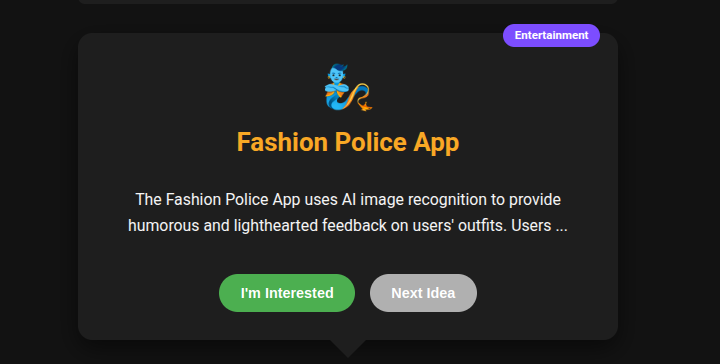 Entertainment
Fashion Police App
The Fashion Police App uses AI image recognition to provide
humorous and lighthearted feedback on users' outfits. Users ...
I'm Interested
Next Idea